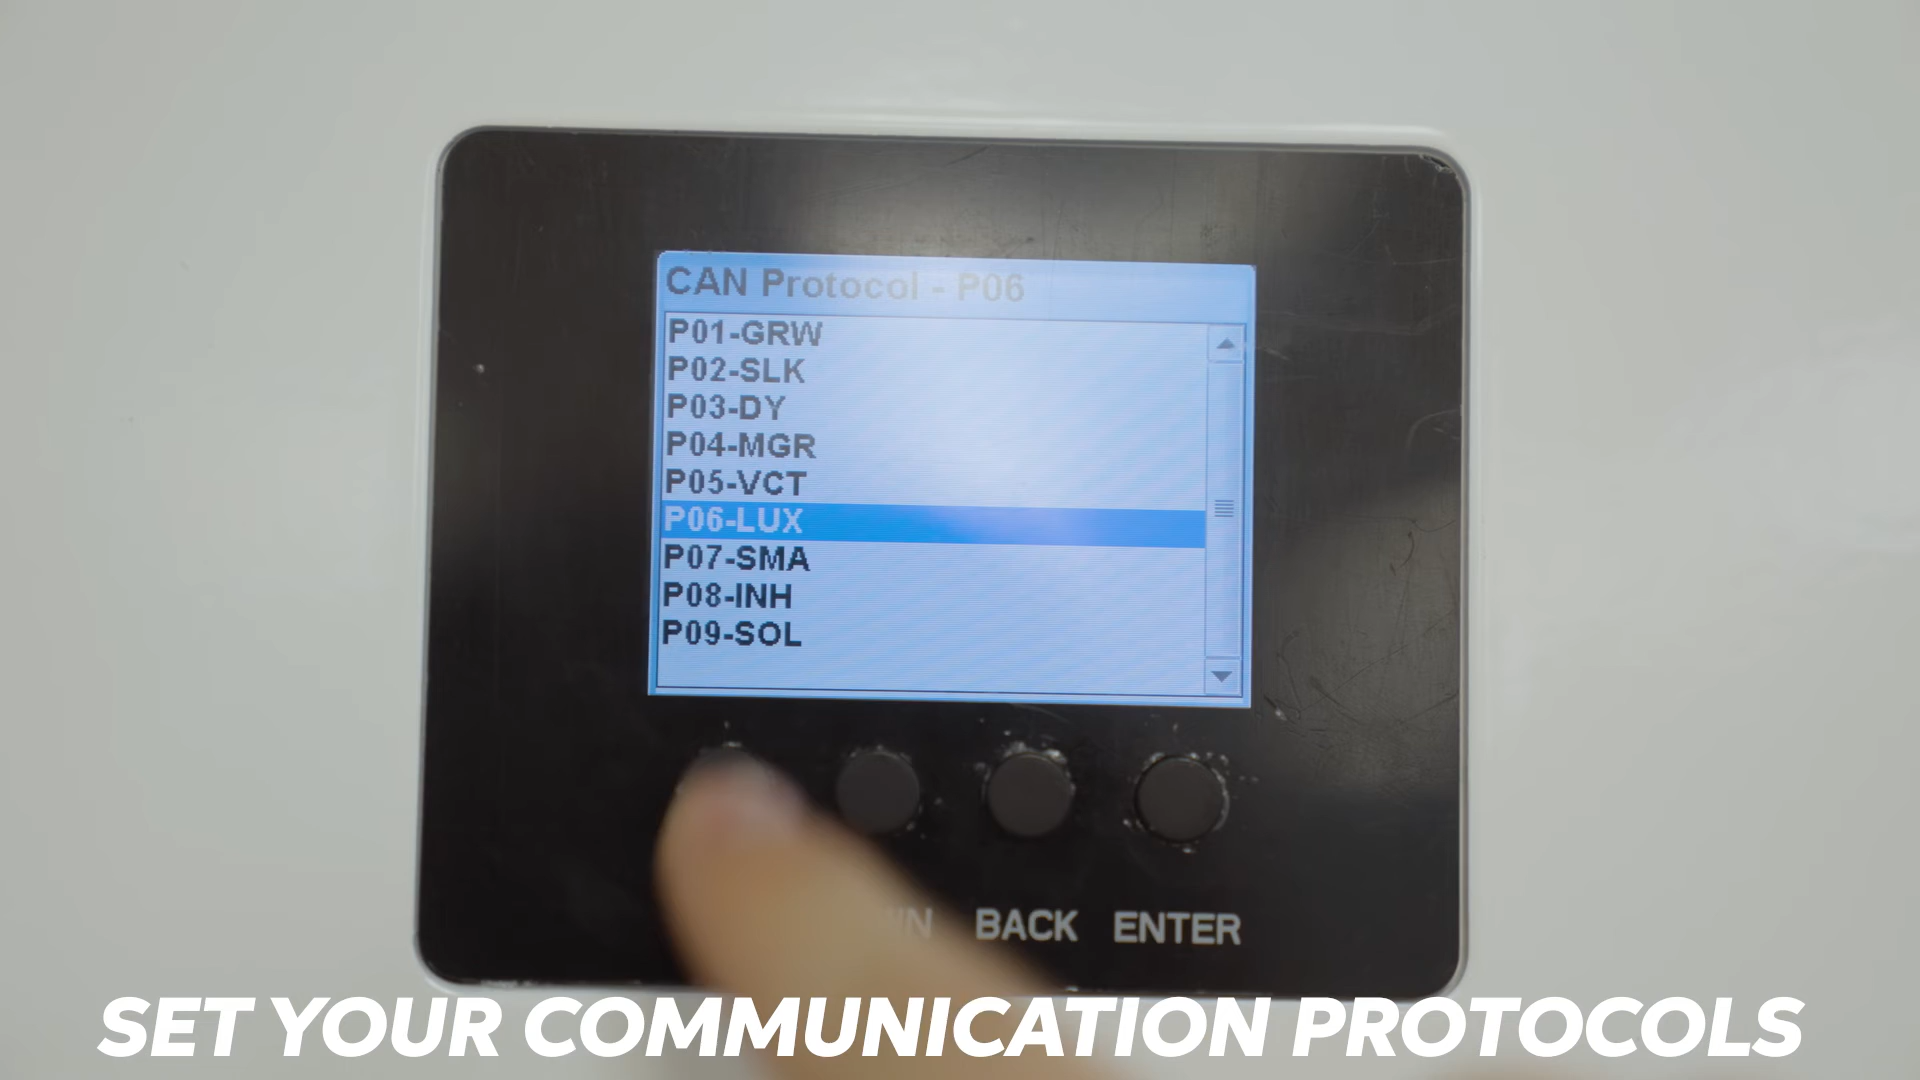 CAN Protocol - P06
P01-GRW
P02-SLK
P03-DY
P04-MGR
P05-VCT
P06-LUX
P07-SMA
P08-INH
P09-SOL
BACK ENTER
SET YOUR COMMUNICATION PROTOCOLS